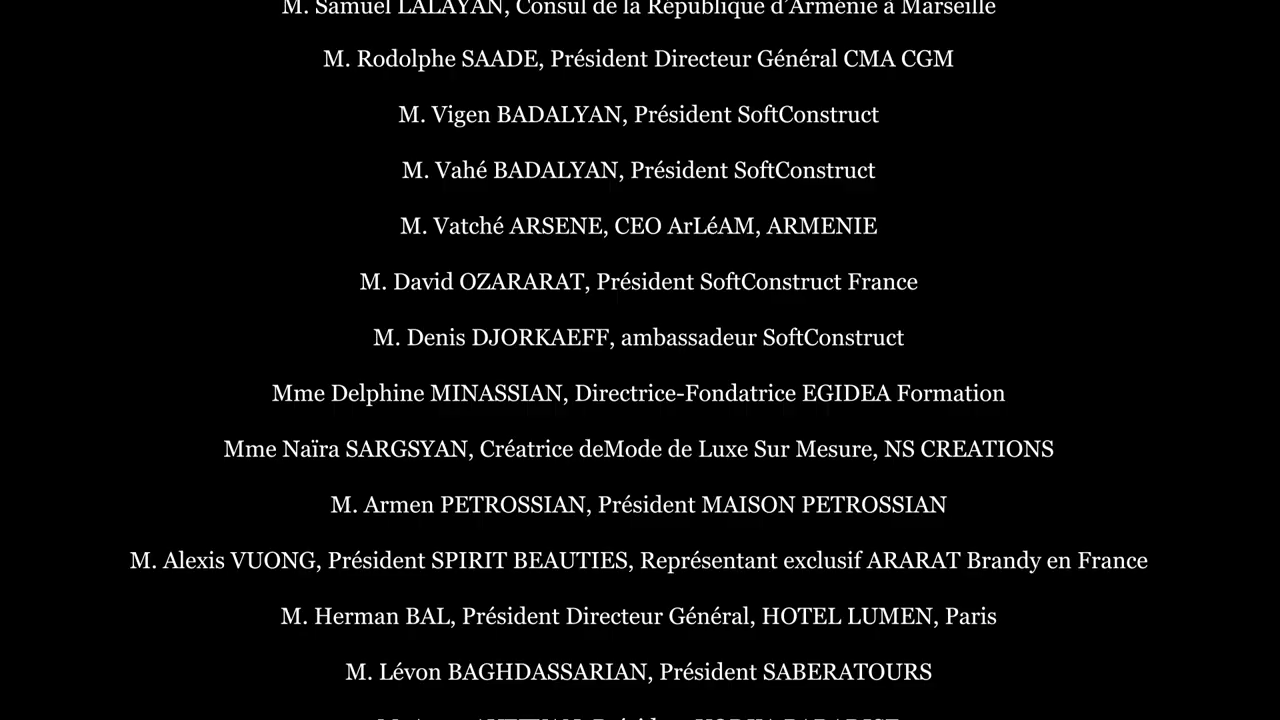 M. Samuel LALAYAN, Consul de la République d'Arménie à Marseille
M. Rodolphe SAADE, Président Directeur Général CMA CGM
M. Vigen BADALYAN, Président SoftConstruct
M. Vahé BADALYAN, Président SoftConstruct
M. Vatché ARSENE, CEO ArLéAM, ARMENIE
M. David OZARARAT, Président SoftConstruct France
M. Denis DJORKAEFF, ambassadeur SoftConstruct
Mme Delphine MINASSIAN, Directrice-Fondatrice EGIDEA Formation
Mme Naïra SARGSYAN, Créatrice deMode de Luxe Sur Mesure, NS CREATIONS
M. Armen PETROSSIAN, Président MAISON PETROSSIAN
M. Alexis VUONG, Président SPIRIT BEAUTIES, Représentant exclusif ARARAT Brandy en France
M. Herman BAL, Président Directeur Général, HOTEL LUMEN, Paris
M. Lévon BAGHDASSARIAN, Président SABERATOURS